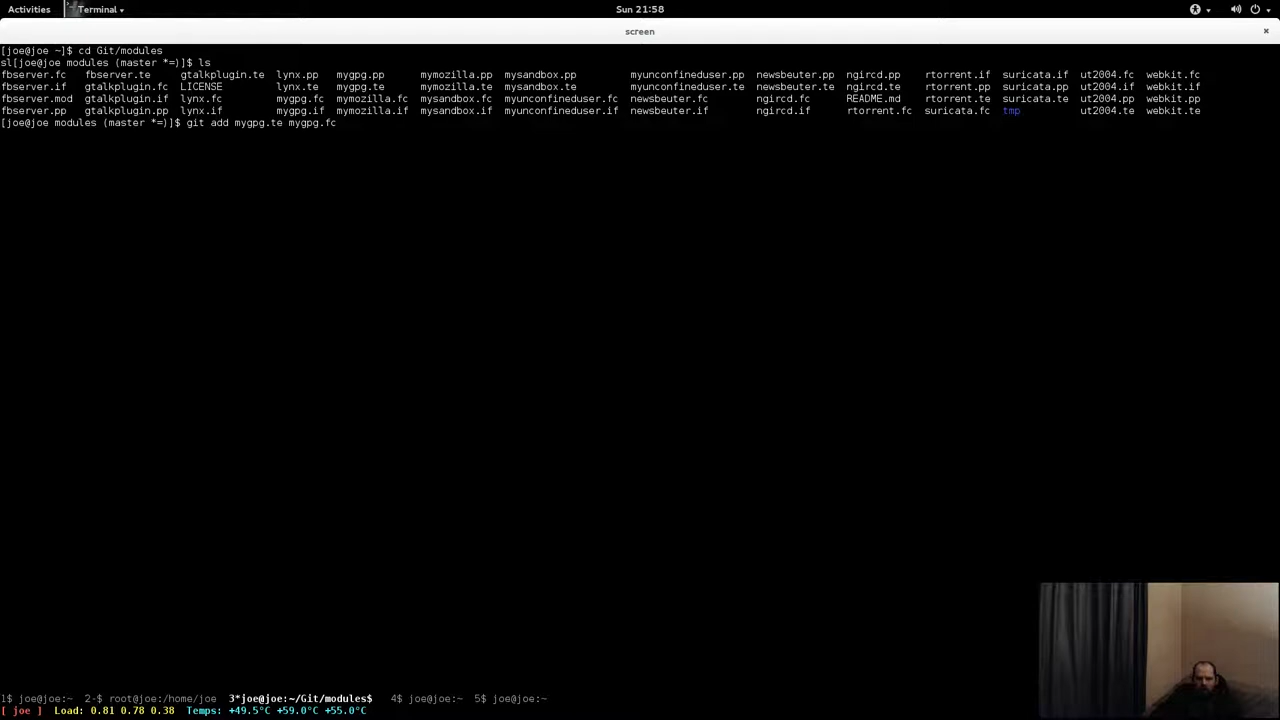 Activities Terminal Sun 21:58
screen
[joe@joe ~]$ cd Git/modules
sl[joe@joe modules (master *=)]$ ls
fbserver.fc fbserver.te gtalkplugin.te lynx.pp mygpg.pp mymozilla.pp mysandbox.pp myunconfineduser.pp newsbeuter.pp ngircd.pp rtorrent.if suricata.if ut2004.fc webkit.fc
fbserver.if gtalkplugin.fc LICENSE lynx.te mygpg.te mymozilla.te mysandbox.te myunconfineduser.te newsbeuter.te ngircd.te rtorrent.pp suricata.pp ut2004.if webkit.if
fbserver.mod gtalkplugin.if lynx.fc mygpg.fc mymozilla.fc mysandbox.fc myunconfineduser.fc newsbeuter.fc ngircd.fc README.md rtorrent.te suricata.te ut2004.pp webkit.pp
fbserver.pp gtalkplugin.pp lynx.if mygpg.if mymozilla.if mysandbox.if myunconfineduser.if newsbeuter.if ngircd.if rtorrent.fc suricata.fc tmp ut2004.te webkit.te
[joe@joe modules (master *=)]$ git add mygpg.te mygpg.fc
1$ joe@joe:~ 2-$ root@joe:/home/joe 3*joe@joe:~/Git/modules$ 4$ joe@joe:~ 5$ joe@joe:~
[ joe ] Load: 0.81 0.78 0.38 Temps: +49.5°C +59.0°C +55.0°C